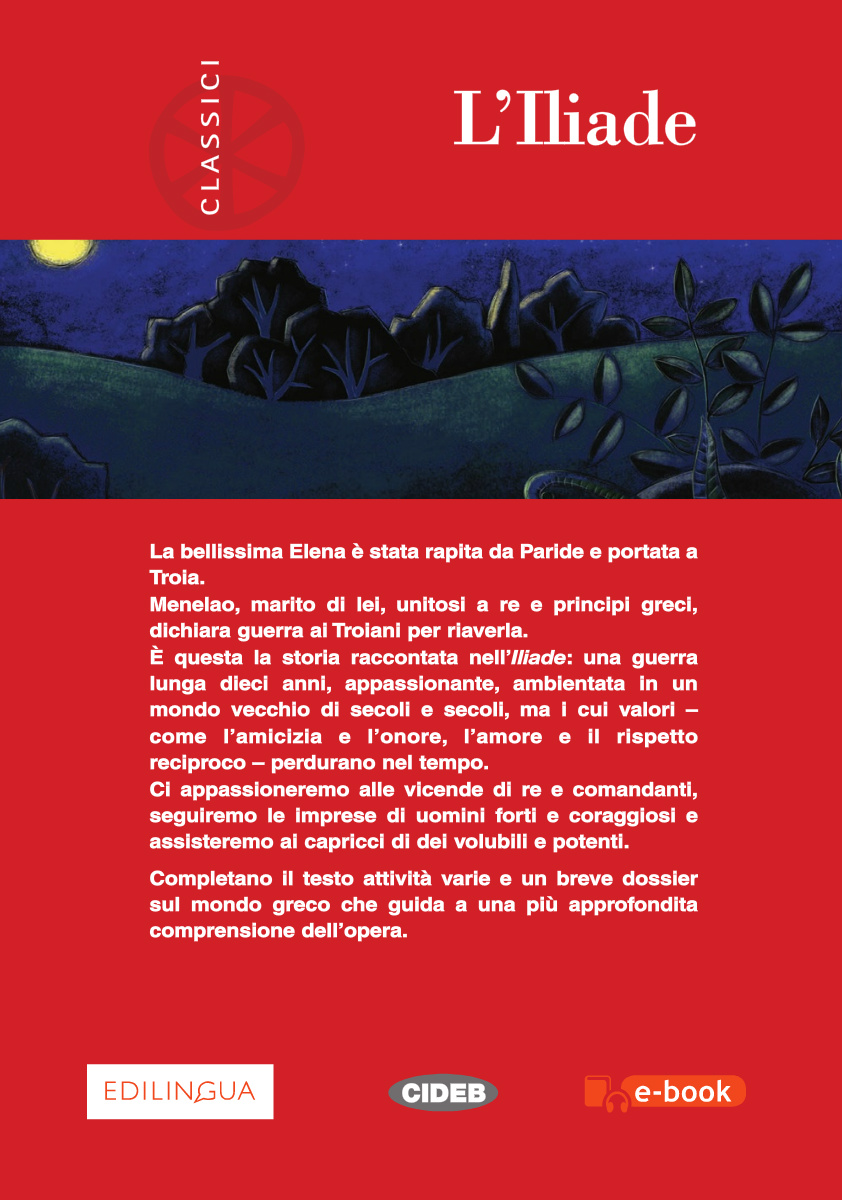 CLASSICI
L’Iliade
La bellissima Elena è stata rapita da Paride e portata a
Troia.
Menelao, marito di lei, unitosi a re e principi greci,
dichiara guerra ai Troiani per riaverla.
È questa la storia raccontata nell’Iliade: una guerra
lunga dieci anni, appassionante, ambientata in un
mondo vecchio di secoli e secoli, ma i cui valori –
come l’amicizia e l’onore, l’amore e il rispetto
reciproco – perdurano nel tempo.
Ci appassioneremo alle vicende di re e comandanti,
seguiremo le imprese di uomini forti e coraggiosi e
assisteremo ai capricci di dei volubili e potenti.
Completano il testo attività varie e un breve dossier
sul mondo greco che guida a una più approfondita
comprensione dell’opera.
EDILINGUA
CIDEB
e-book